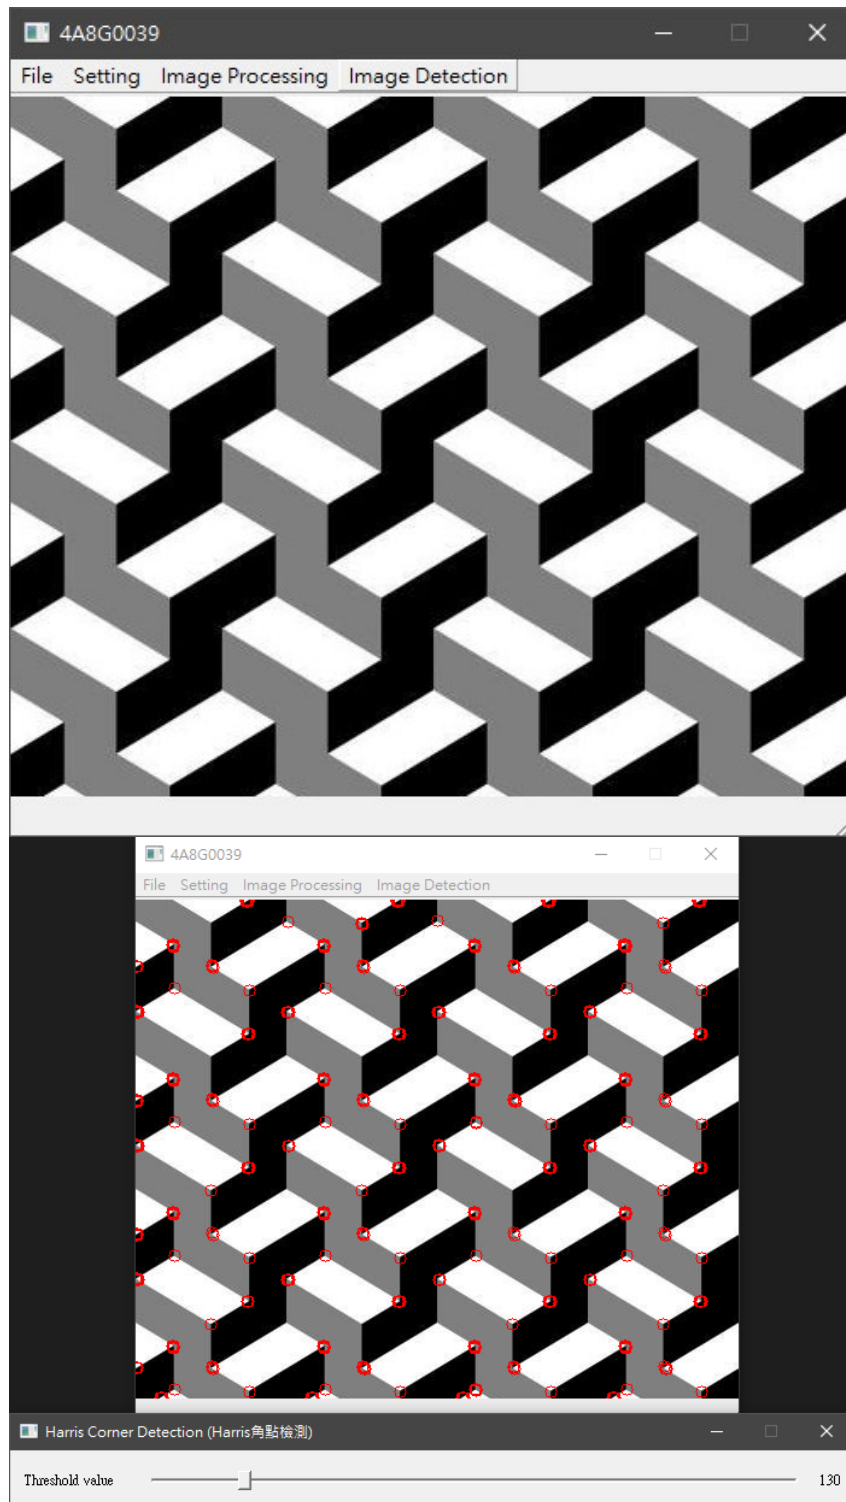 4A8G0039
File Setting Image Processing Image Detection
4A8G0039
File Setting Image Processing Image Detection
Harris Corner Detection (Harris角點檢測)
Threshold value 130